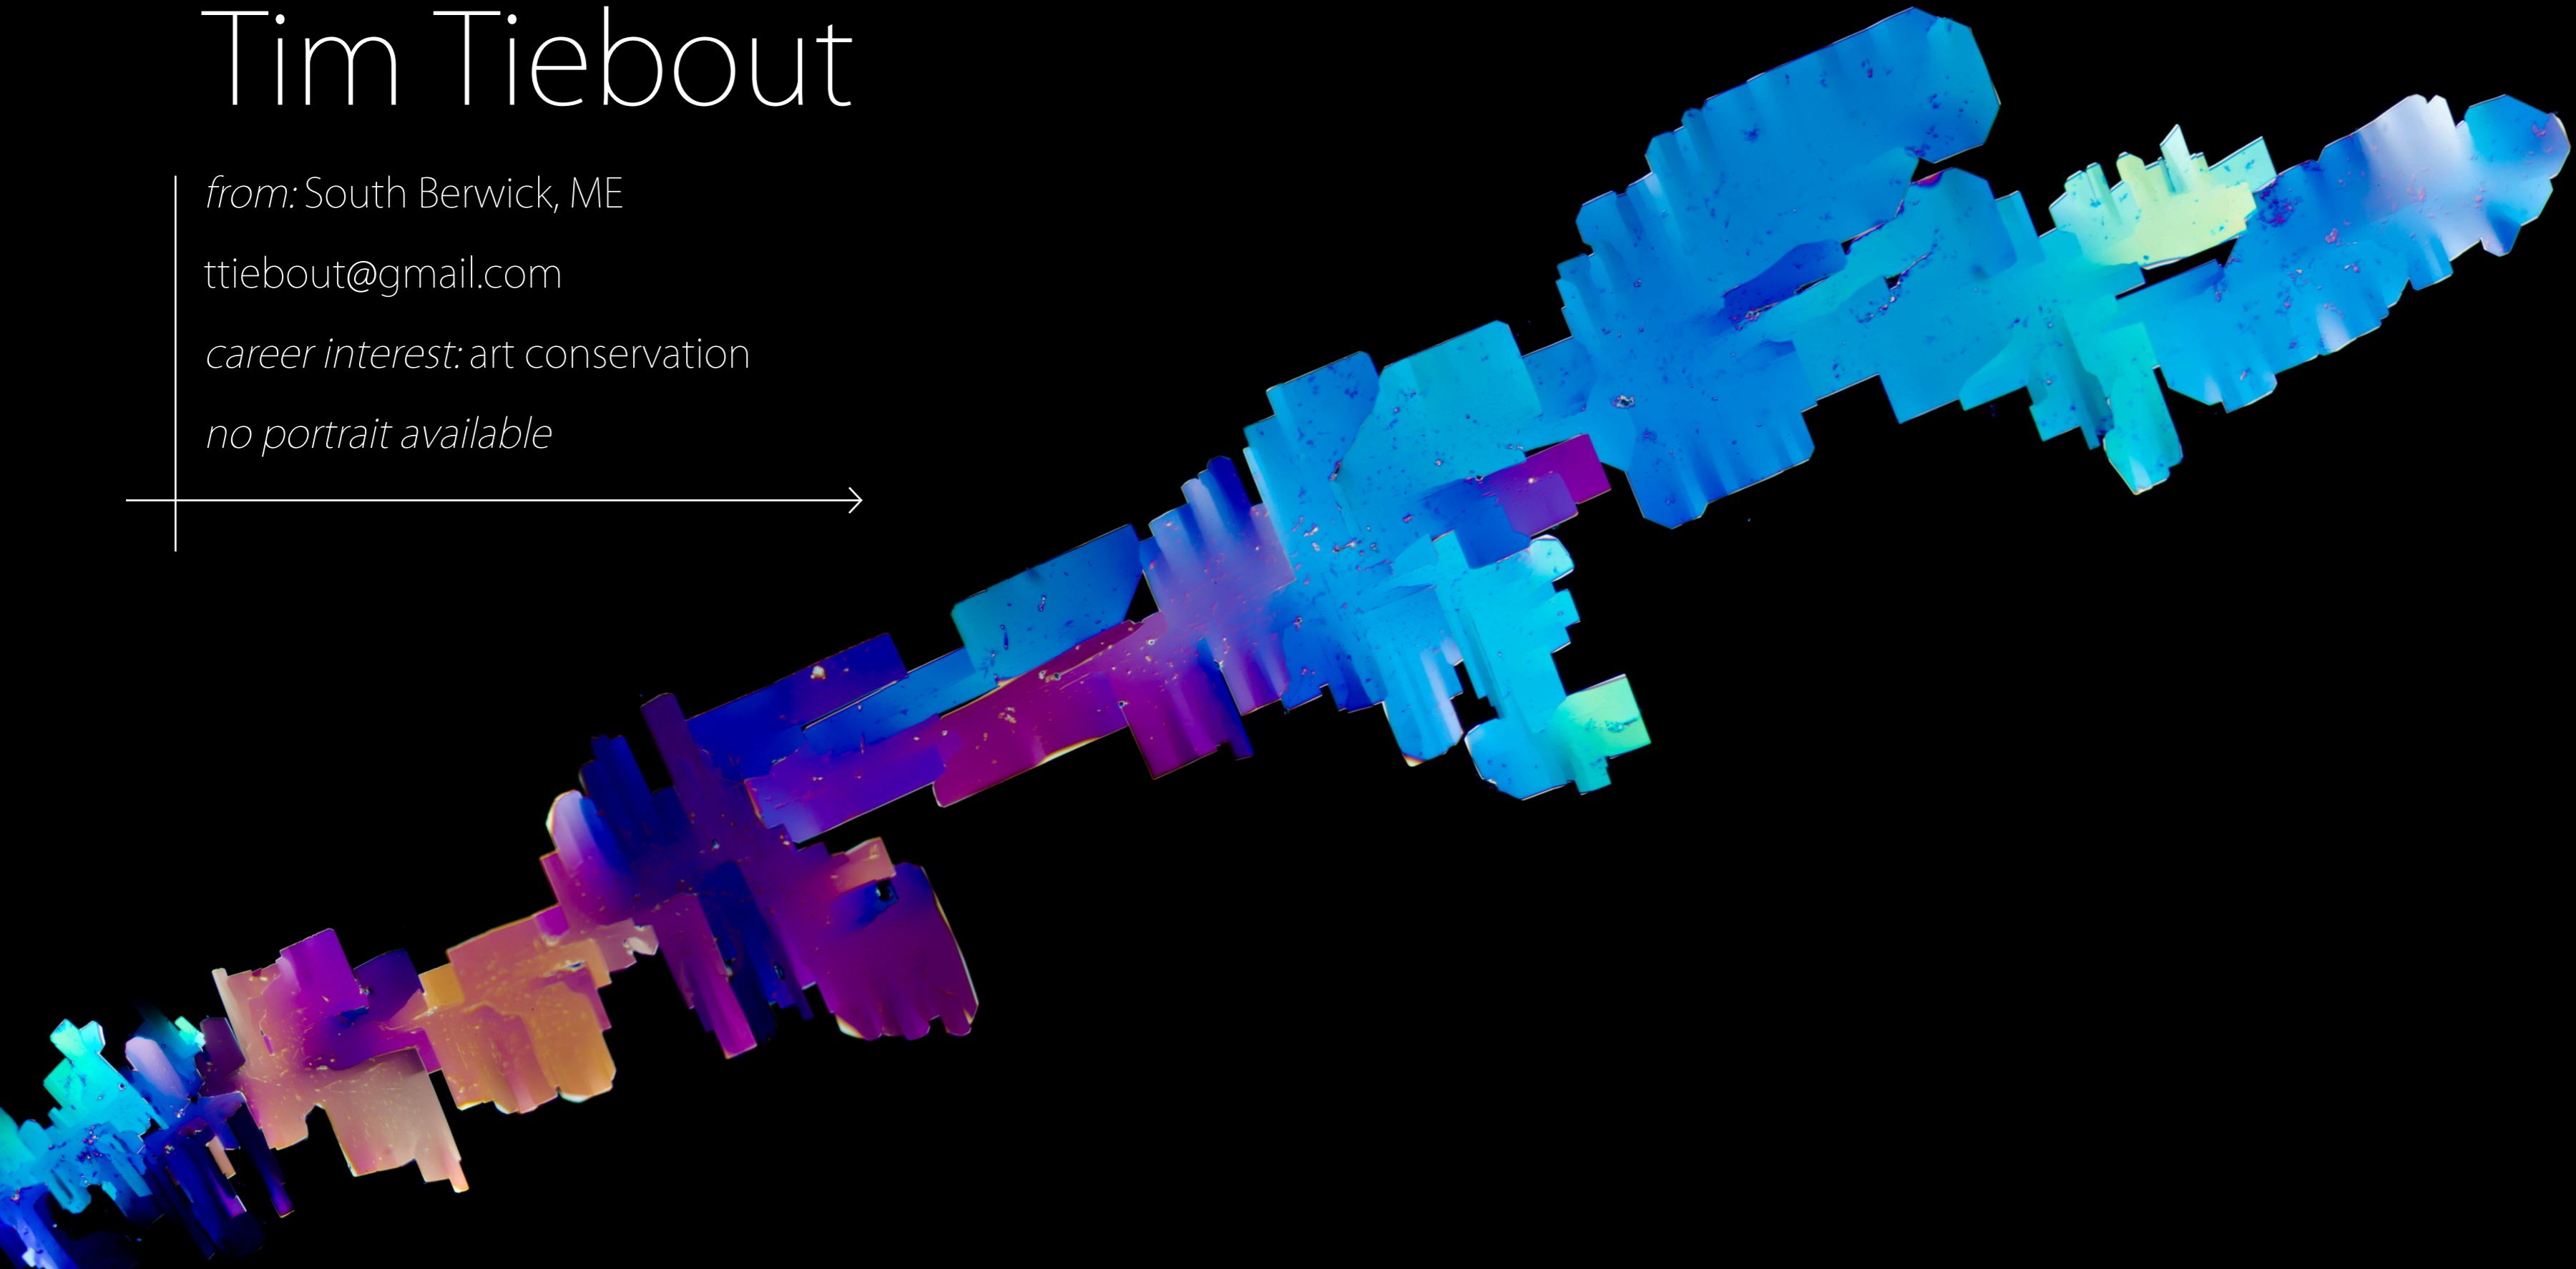 Tim Tiebout
from: South Berwick, ME
ttiebout@gmail.com
career interest: art conservation
no portrait available